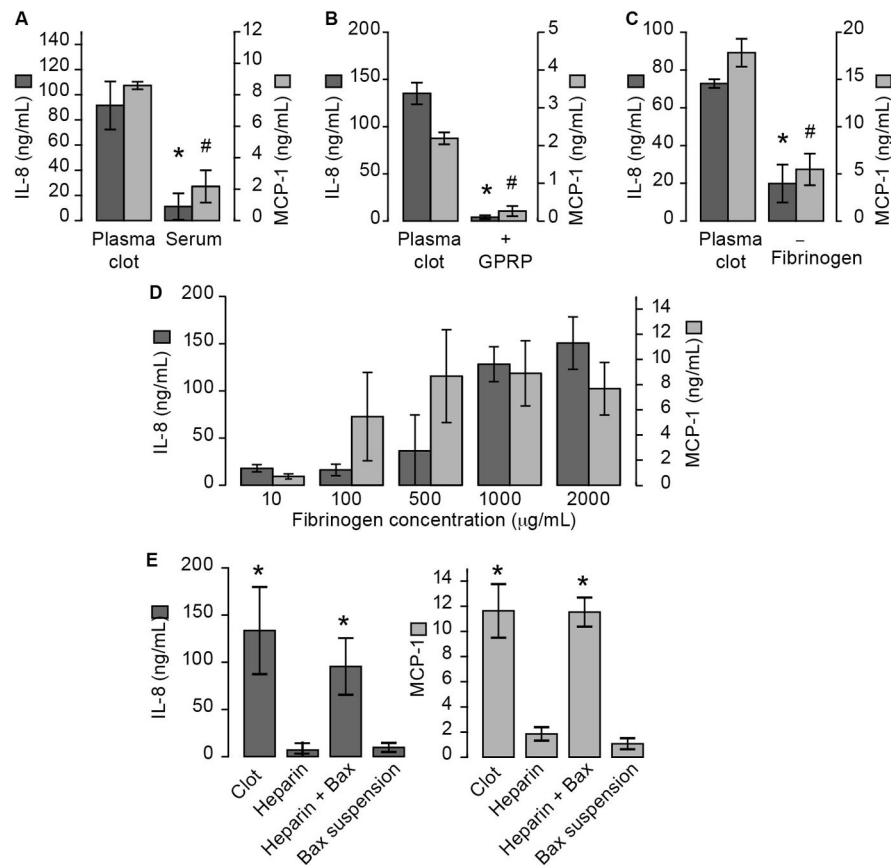 A
IL-8 (ng/mL)
120
100
80
60
40
20
0
*
#
12
10
8
6
4
2
0
MCP-1 (ng/mL)
Plasma clot
Serum
B
IL-8 (ng/mL)
200
150
100
50
0
*
#
5
4
3
2
1
0
MCP-1 (ng/mL)
Plasma clot
+ GPRP
C
IL-8 (ng/mL)
100
80
60
40
20
0
*
#
20
15
10
5
0
MCP-1 (ng/mL)
Plasma clot
– Fibrinogen
D
IL-8 (ng/mL)
200
150
100
50
0
14
12
10
8
6
4
2
0
MCP-1 (ng/mL)
10 100 500 1000 2000
Fibrinogen concentration (μg/mL)
E
IL-8 (ng/mL)
200
150
100
50
0
*
*
Clot
Heparin
Heparin + Bax
Bax suspension
MCP-1
14
12
10
8
6
4
2
0
*
*
Clot
Heparin
Heparin + Bax
Bax suspension